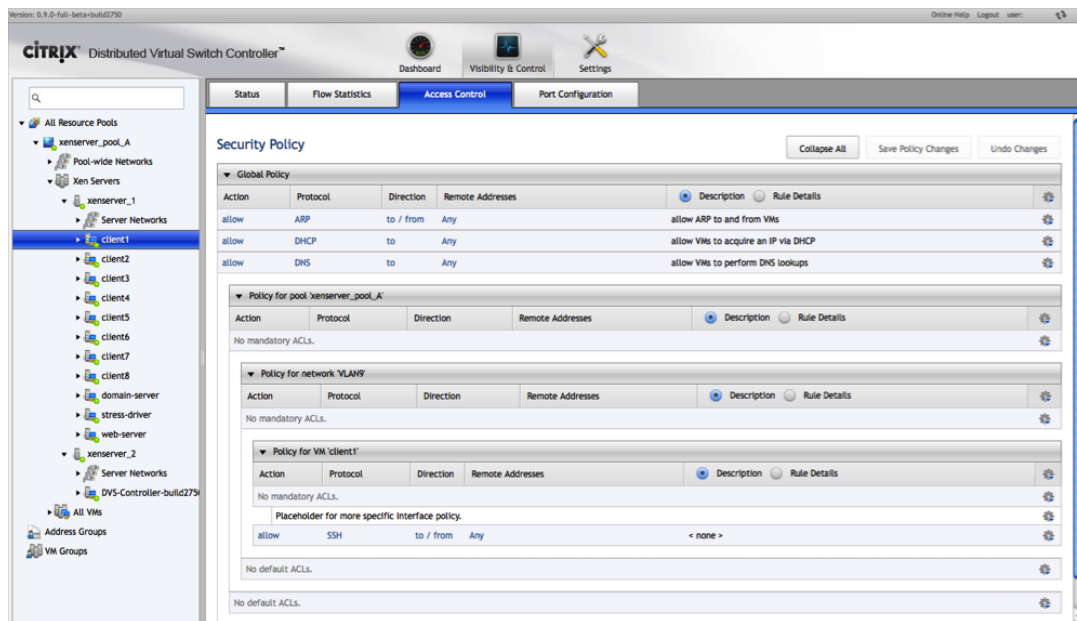 Version: 0.9.0-full-beta+build2750
Online Help Logout user:
CİTRIX® Distributed Virtual Switch Controller™
Dashboard
Visibility & Control
Settings
All Resource Pools
xenserver_pool_A
Pool-wide Networks
Xen Servers
xenserver_1
Server Networks
client1
client2
client3
client4
client5
client6
client7
client8
domain-server
stress-driver
web-server
xenserver_2
Server Networks
DVS-Controller-build275
All VMs
Address Groups
VM Groups
Status Flow Statistics Access Control Port Configuration
Security Policy
Collapse All Save Policy Changes Undo Changes
Global Policy
Action Protocol Direction Remote Addresses Description Rule Details
allow ARP to / from Any allow ARP to and from VMs
allow DHCP to Any allow VMs to acquire an IP via DHCP
allow DNS to Any allow VMs to perform DNS lookups
Policy for pool 'xenserver_pool_A'
Action Protocol Direction Remote Addresses Description Rule Details
No mandatory ACLs.
Policy for network 'VLAN9'
Action Protocol Direction Remote Addresses Description Rule Details
No mandatory ACLs.
Policy for VM 'client1'
Action Protocol Direction Remote Addresses Description Rule Details
No mandatory ACLs.
Placeholder for more specific interface policy.
allow SSH to / from Any < none >
No default ACLs.
No default ACLs.